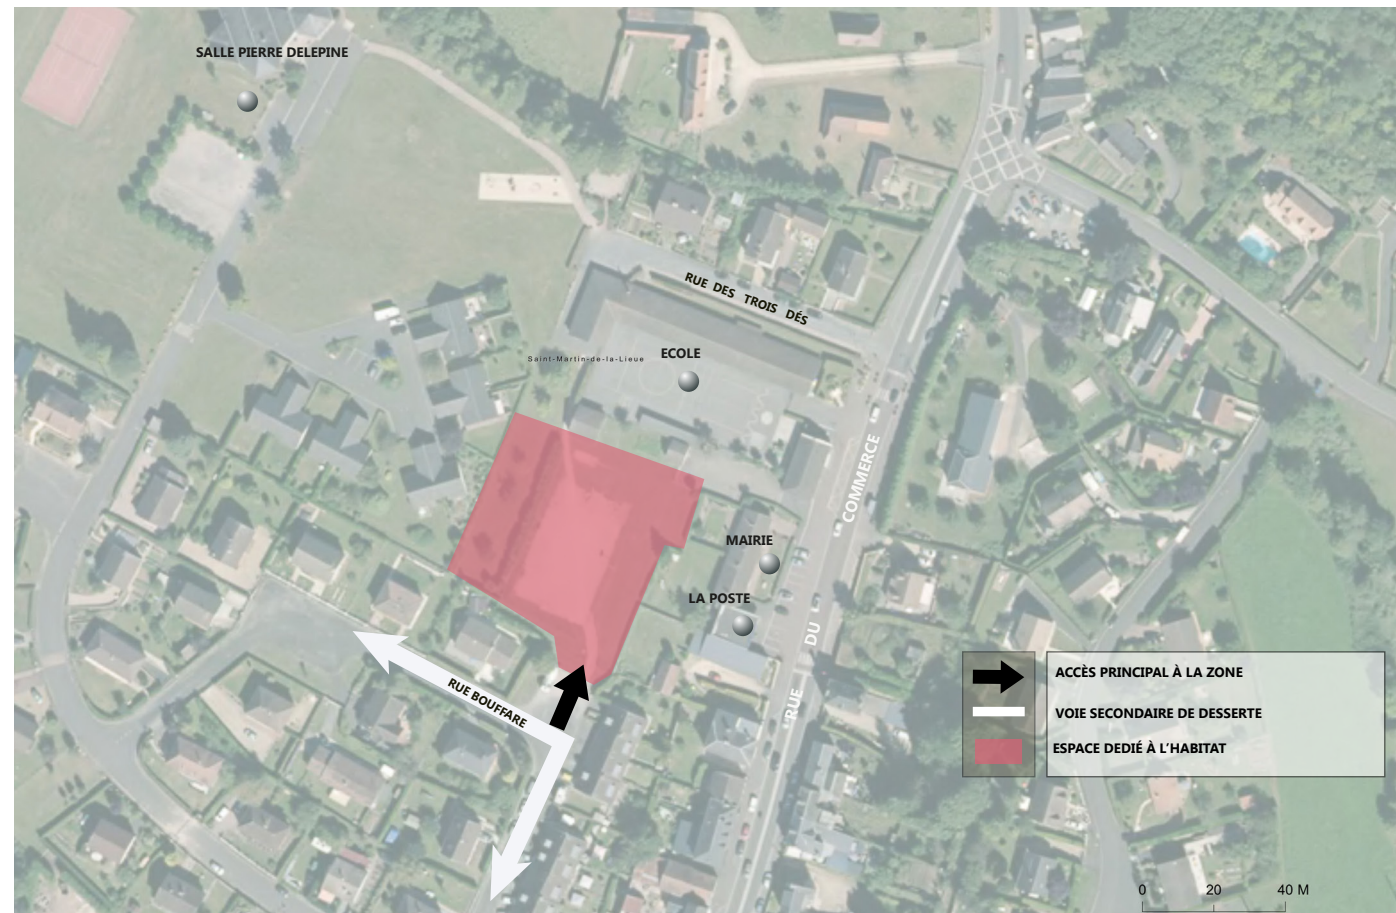 SALLE PIERRE DELEPINE
RUE DES TROIS DÉS
Saint-Martin-de-la-Lieue
ECOLE
RUE DU COMMERCE
MAIRIE
LA POSTE
RUE BOUFFARE
ACCÈS PRINCIPAL À LA ZONE
VOIE SECONDAIRE DE DESSERTE
ESPACE DEDIÉ À L'HABITAT
0 20 40 M